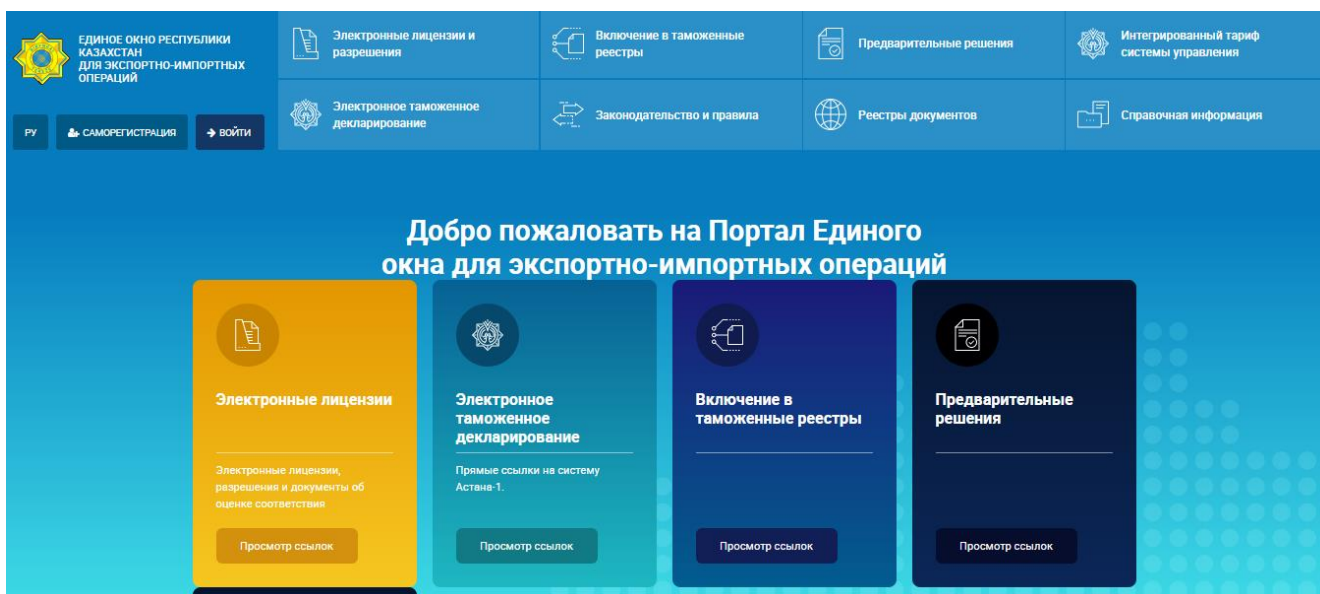 ЕДИНОЕ ОКНО РЕСПУБЛИКИ
КАЗАХСТАН
ДЛЯ ЭКСПОРТНО-ИМПОРТНЫХ
ОПЕРАЦИЙ
РУ
САМОРЕГИСТРАЦИЯ
ВОЙТИ
Электронные лицензии и
разрешения
Включение в таможенные
реестры
Предварительные решения
Интегрированный тариф
системы управления
Электронное таможенное
декларирование
Законодательство и правила
Реестры документов
Справочная информация
Добро пожаловать на Портал Единого
окна для экспортно-импортных операций
Электронные лицензии
Электронные лицензии,
разрешения и документы об
оценке соответствия
Просмотр ссылок
Электронное
таможенное
декларирование
Прямые ссылки на систему
Астана-1.
Просмотр ссылок
Включение в
таможенные реестры
Просмотр ссылок
Предварительные
решения
Просмотр ссылок